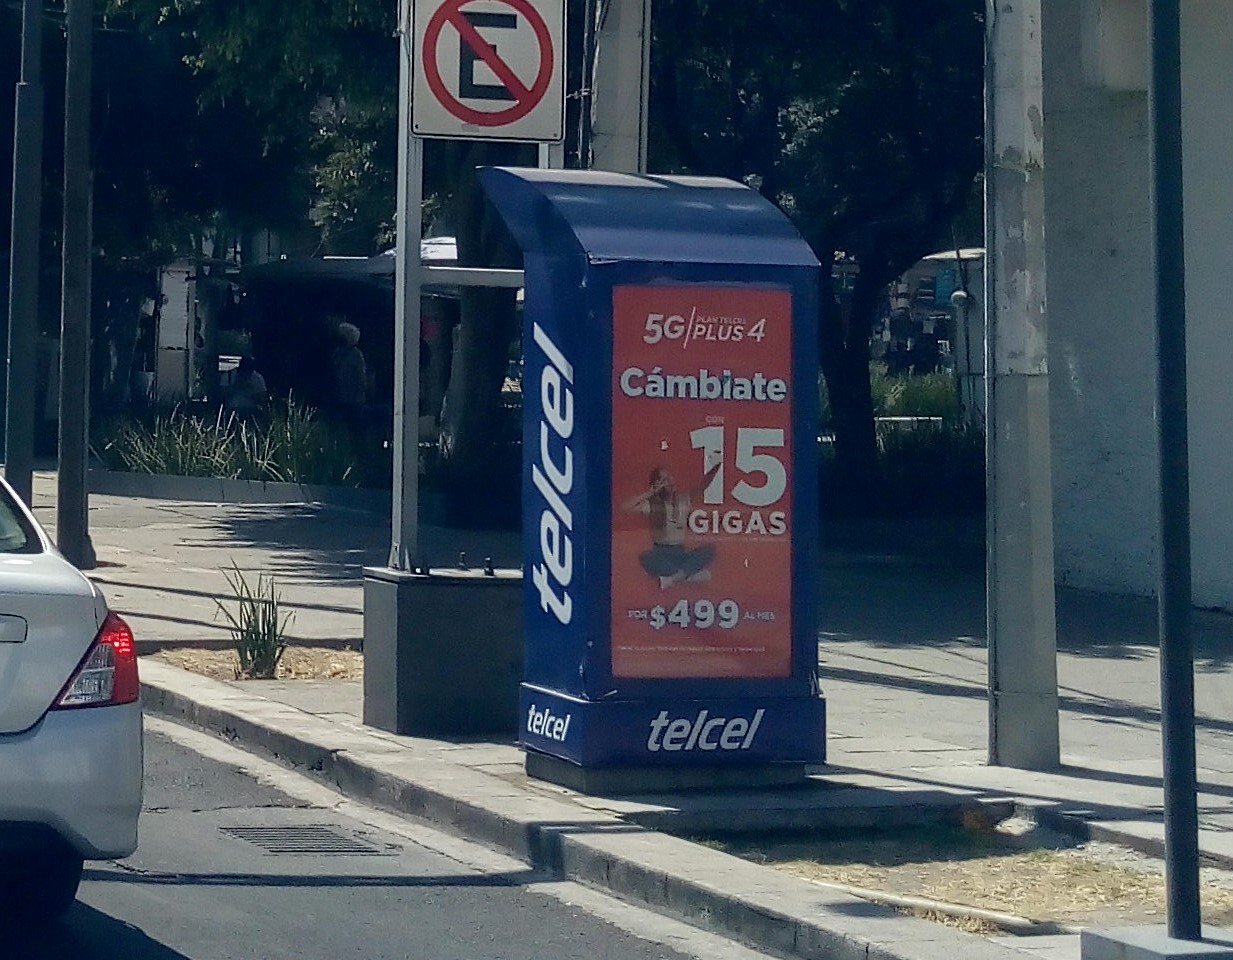 E
5G PLAN TELCEL
PLUS 4
Cámbiate
CON
15
GIGAS
POR $499 AL MES
telcel
telcel
telcel